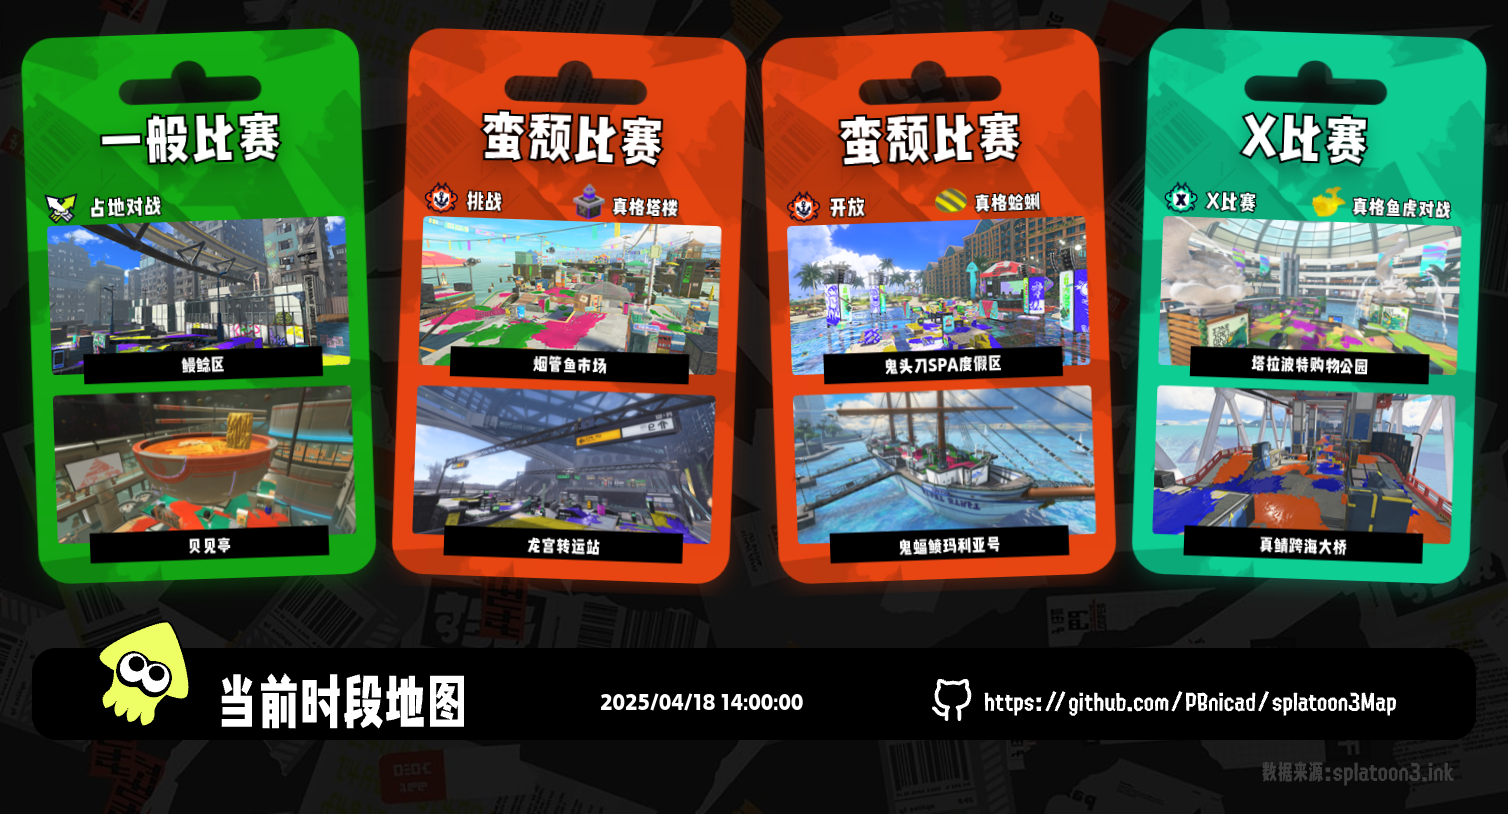 一般比赛
占地对战
鳗鲶区
贝贝亭
蛮颓比赛
挑战
真格塔楼
烟管鱼市场
龙宫转运站
蛮颓比赛
开放
真格蛤蜊
鬼头刀SPA度假区
鬼蝠鲼玛利亚号
X比赛
X比赛
真格鱼虎对战
塔拉波特购物公园
真鲭跨海大桥
当前时段地图
2025/04/18 14:00:00
https://github.com/PBnicad/splatoon3Map
数据来源:splatoon3.ink